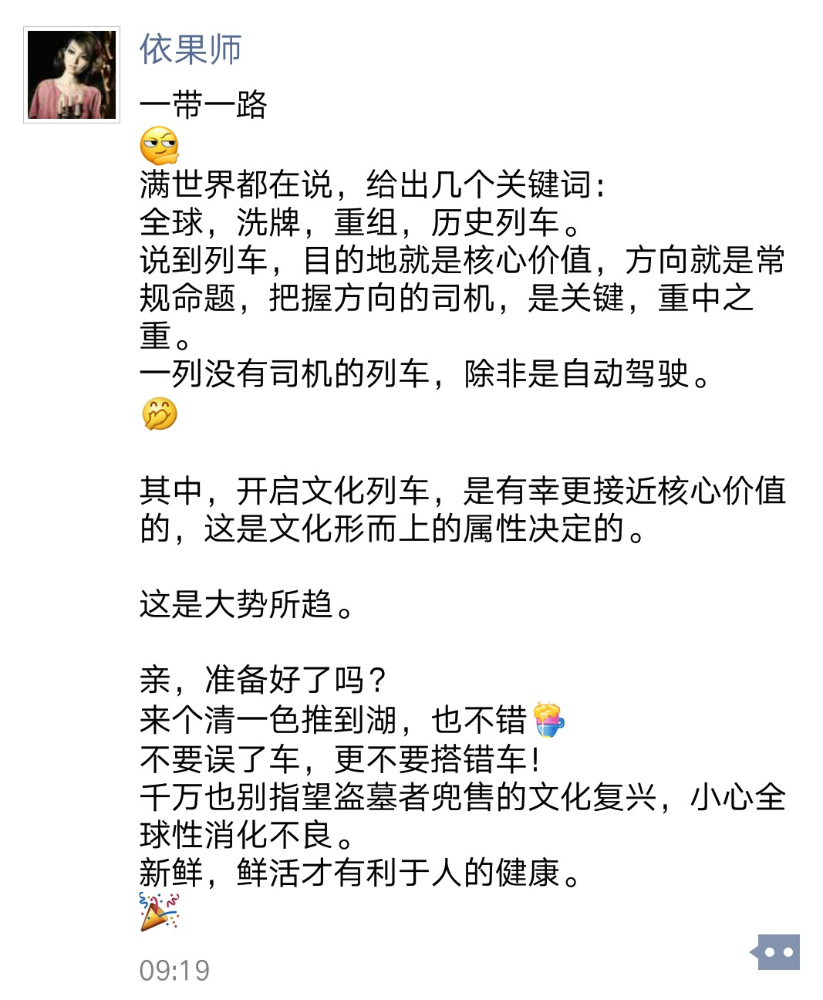 依果师
一带一路
满世界都在说，给出几个关键词：
全球，洗牌，重组，历史列车。
说到列车，目的地就是核心价值，方向就是常
规命题，把握方向的司机，是关键，重中之
重。
一列没有司机的列车，除非是自动驾驶。
其中，开启文化列车，是有幸更接近核心价值
的，这是文化形而上的属性决定的。
这是大势所趋。
亲，准备好了吗？
来个清一色推到湖，也不错
不要误了车，更不要搭错车！
千万也别指望盗墓者兜售的文化复兴，小心全
球性消化不良。
新鲜，鲜活才有利于人的健康。
09:19